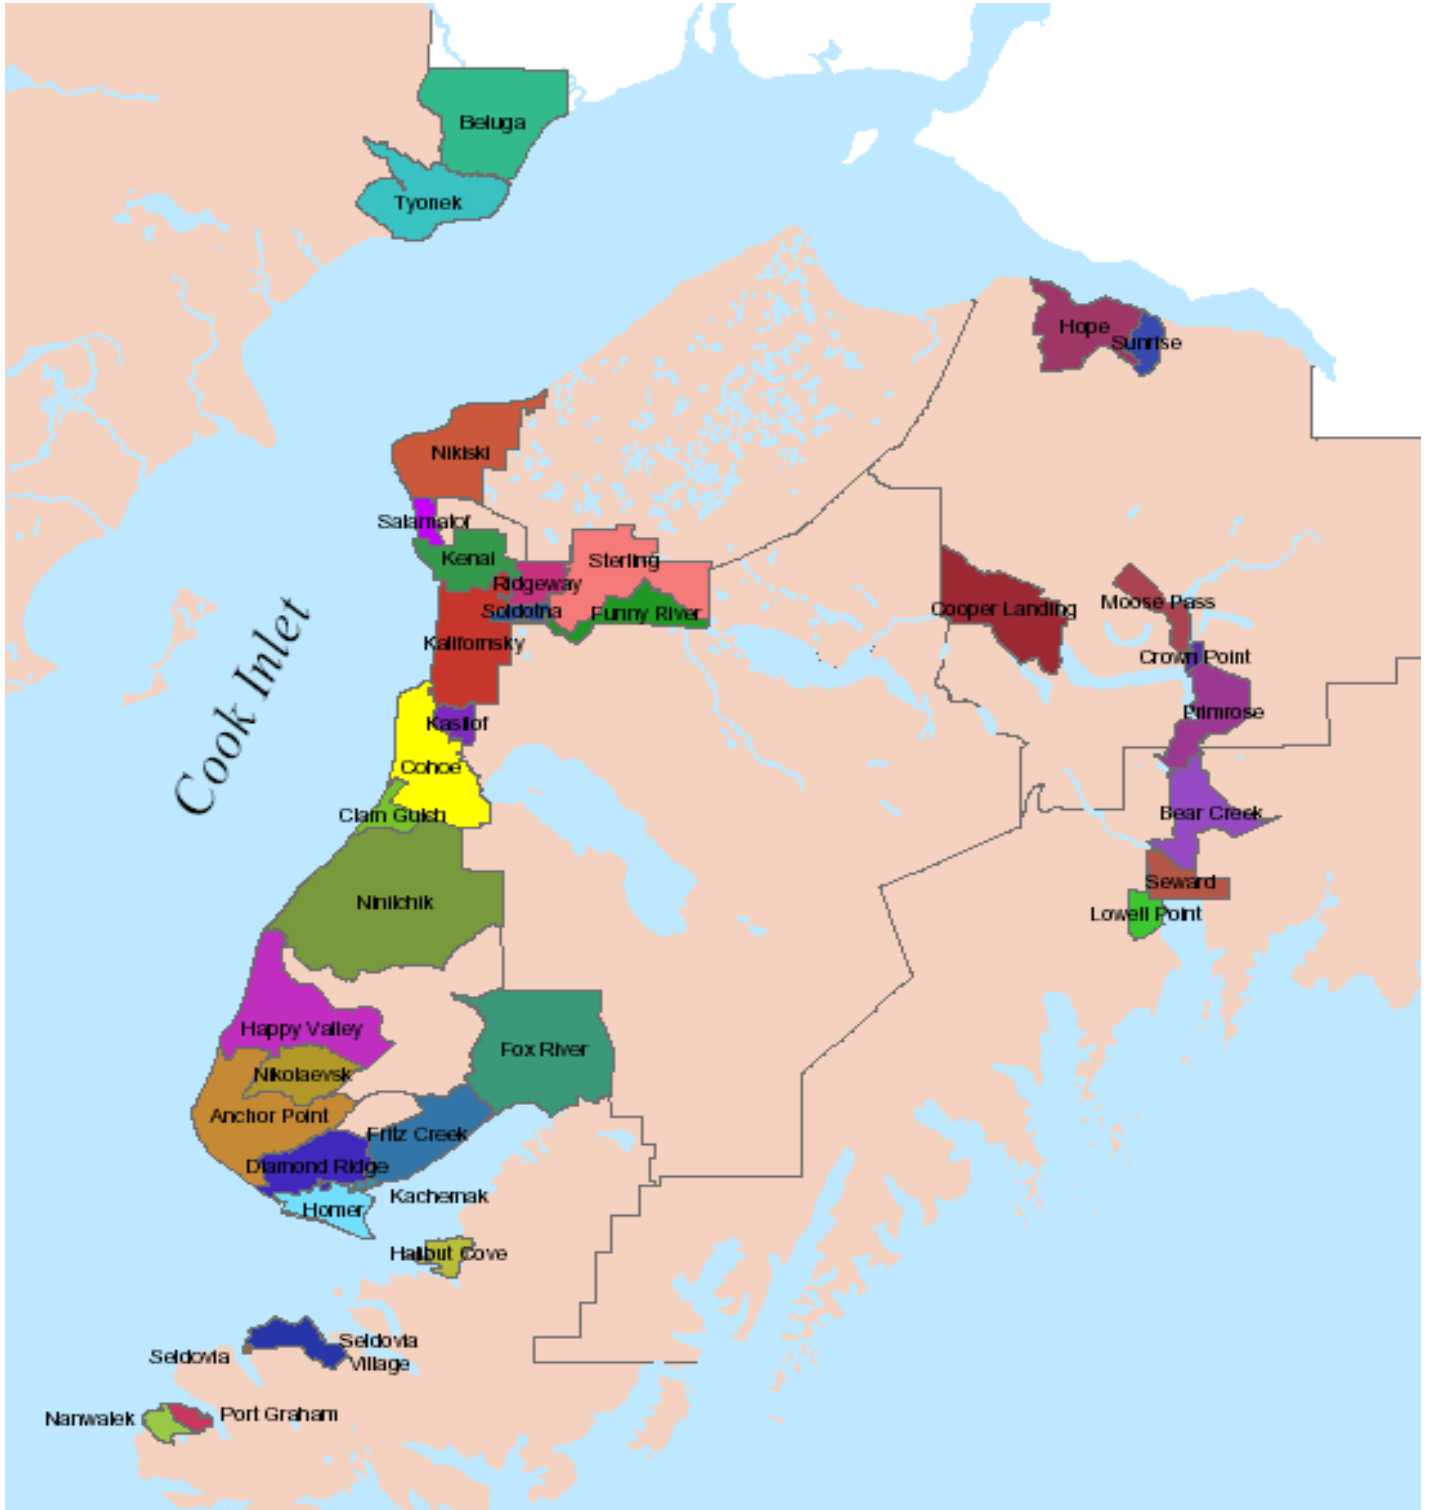 Beluga
Tyonek
Hope
Sunrise
Nikiski
Salamatof
Kenai
Sterling
Ridgeway
Soldotna
Funny River
Kalifornsky
Cooper Landing
Moose Pass
Crown Point
Primrose
Kasilof
Cohoe
Cook Inlet
Clam Gulch
Bear Creek
Seward
Lowell Point
Ninilchik
Happy Valley
Fox River
Nikolaevsk
Anchor Point
Fritz Creek
Diamond Ridge
Kachemak
Homer
Halibut Cove
Seldovia
Seldovia
Village
Nanwalek
Port Graham